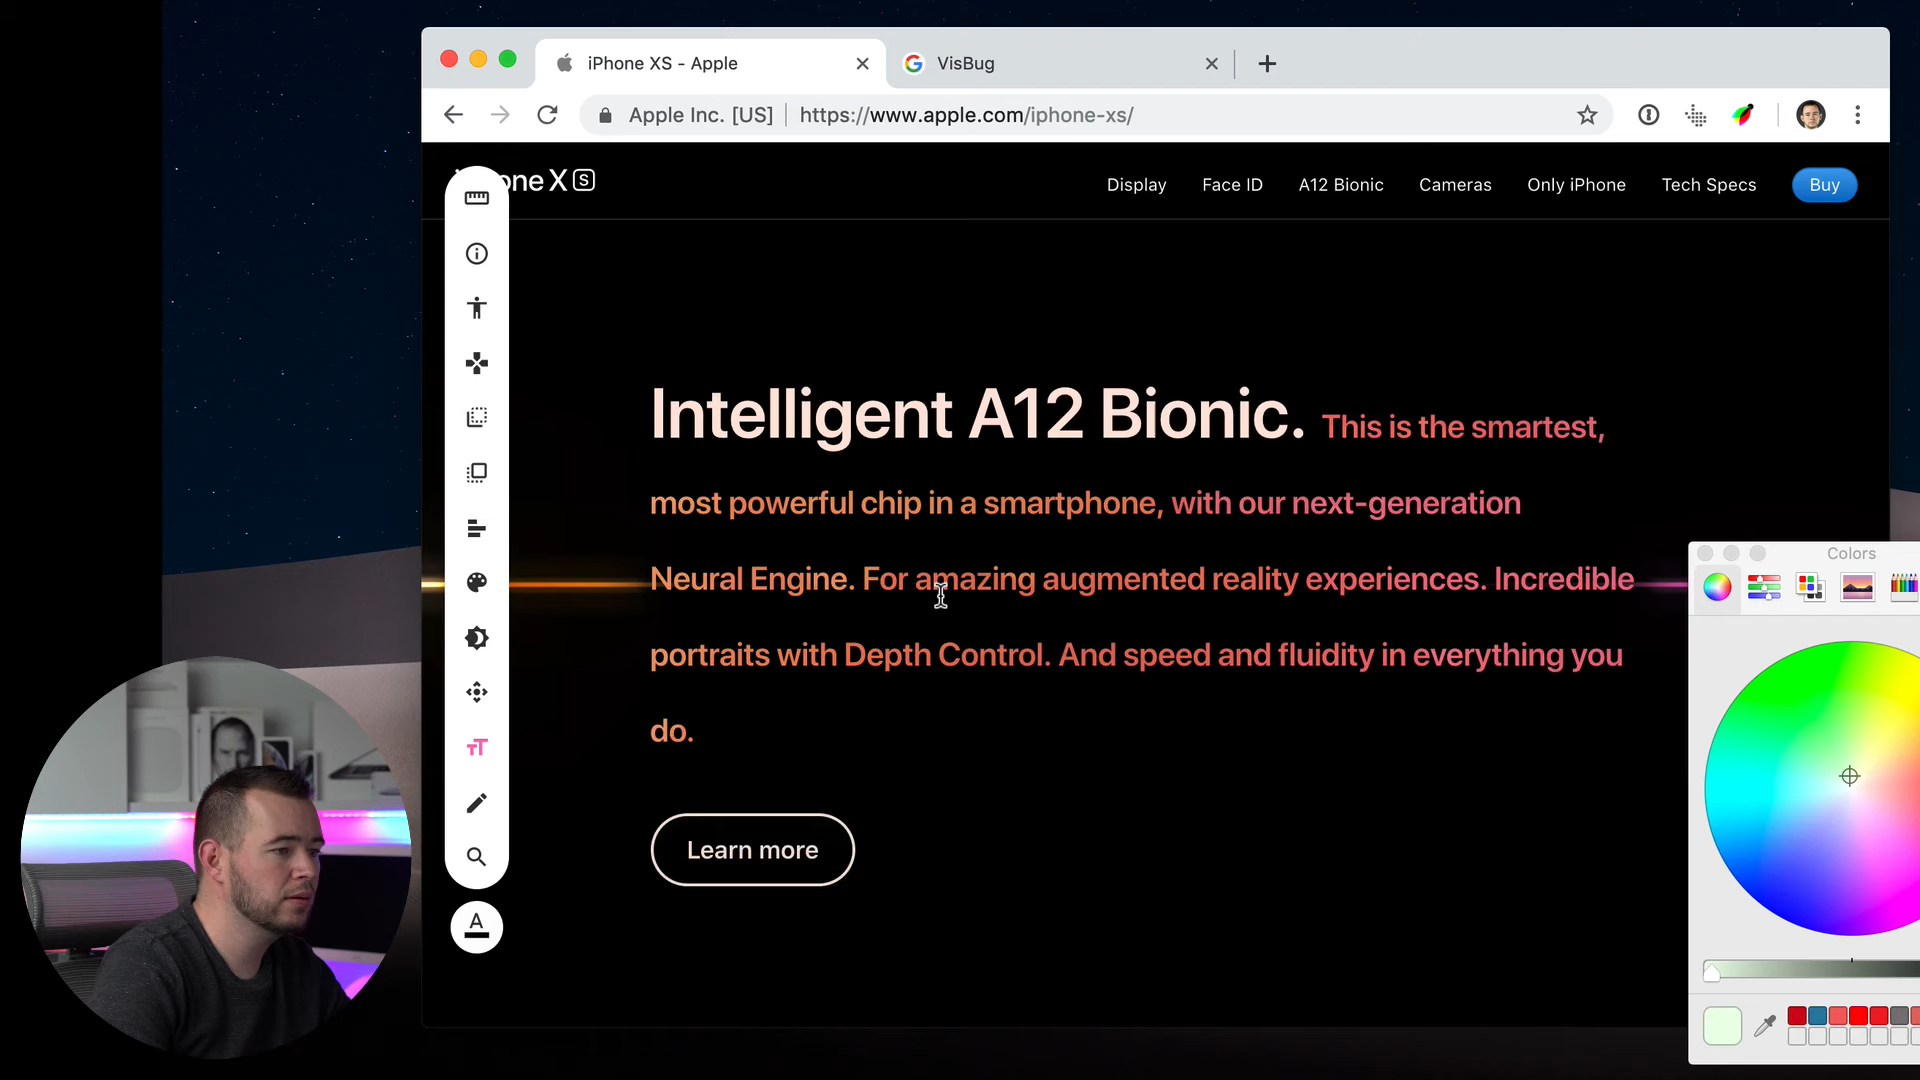 iPhone XS - Apple
VisBug
Apple Inc. [US] https://www.apple.com/iphone-xs/
one X S
Display Face ID A12 Bionic Cameras Only iPhone Tech Specs Buy
Intelligent A12 Bionic. This is the smartest,
most powerful chip in a smartphone, with our next-generation
Neural Engine. For amazing augmented reality experiences. Incredible
portraits with Depth Control. And speed and fluidity in everything you
do.
Learn more
TT
A
Colors